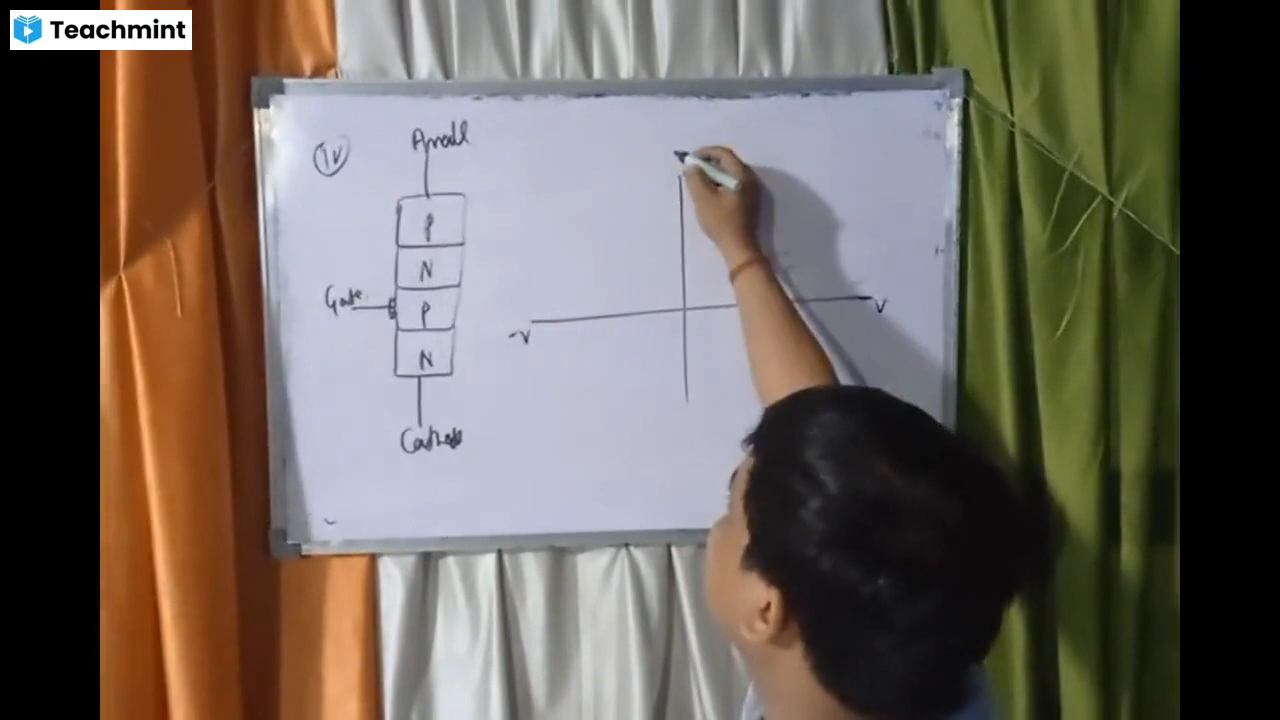 Teachmint
IV
Anode
P
N
Gate
P
N
Cathode
-V
V